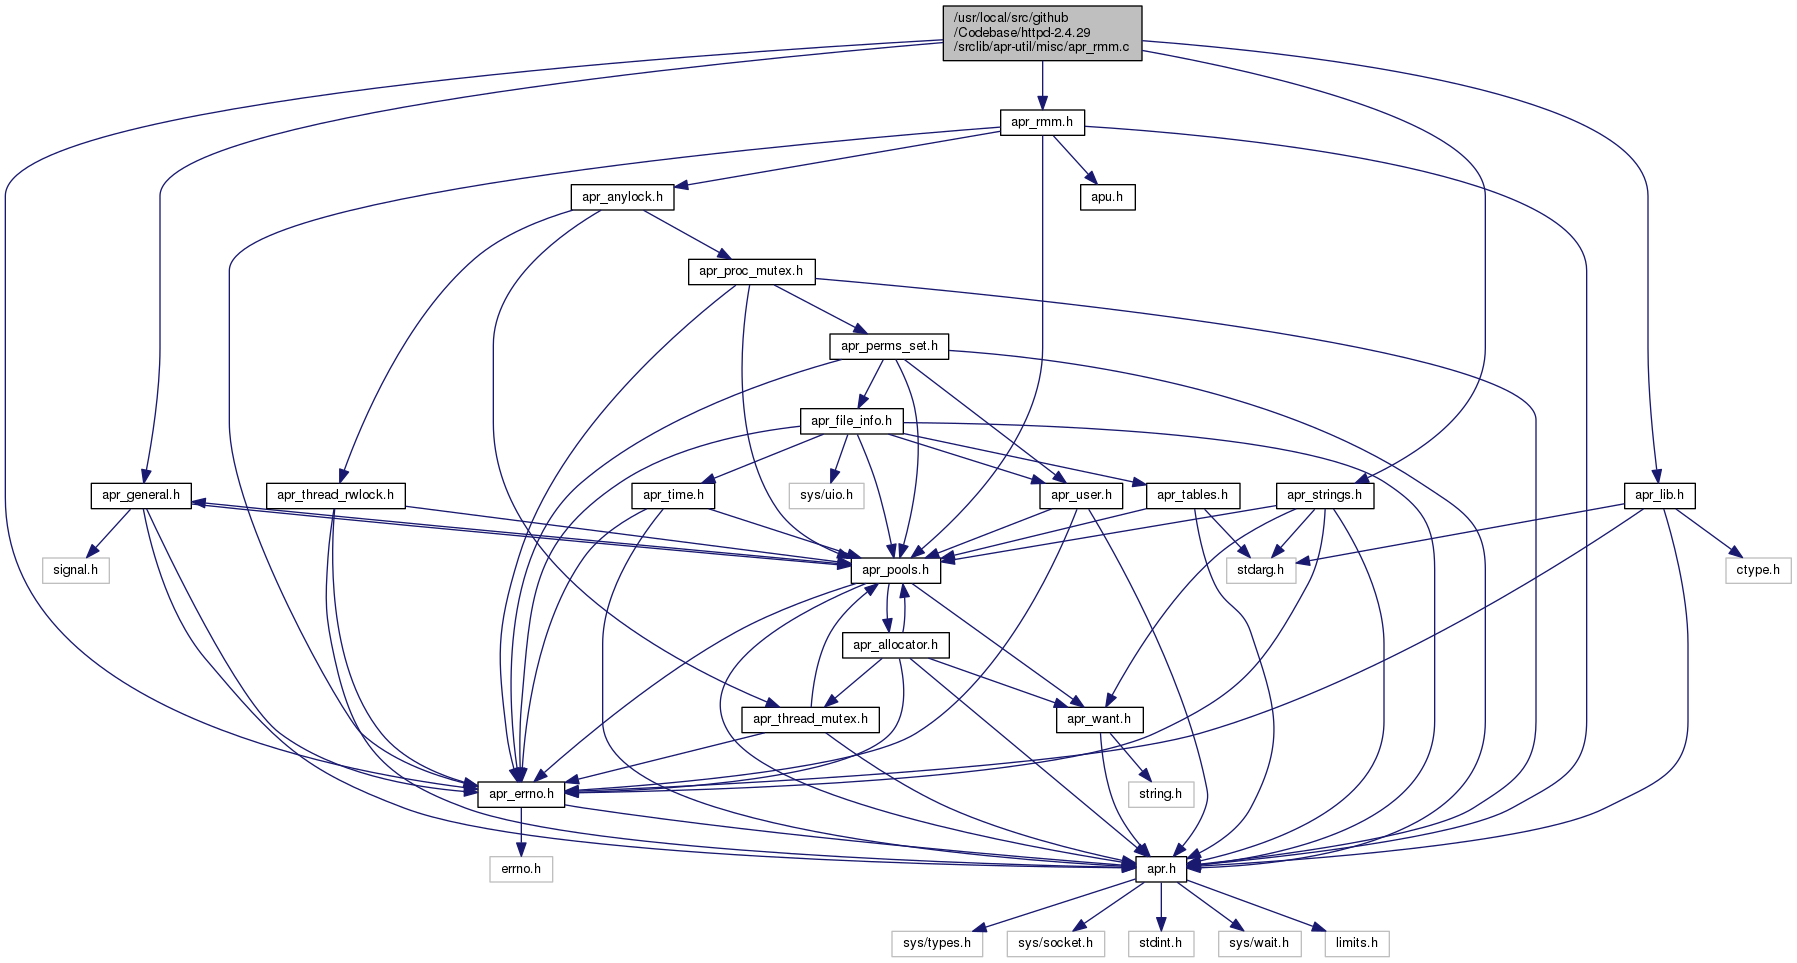 /usr/local/src/github
/Codebase/httpd-2.4.29
/srclib/apr-util/misc/apr_rmm.c
apr_rmm.h
apr_anylock.h
apu.h
apr_proc_mutex.h
apr_perms_set.h
apr_file_info.h
apr_general.h
apr_thread_rwlock.h
apr_time.h
sys/uio.h
apr_user.h
apr_tables.h
apr_strings.h
apr_lib.h
signal.h
apr_pools.h
stdarg.h
ctype.h
apr_allocator.h
apr_thread_mutex.h
apr_want.h
apr_errno.h
string.h
errno.h
apr.h
sys/types.h
sys/socket.h
stdint.h
sys/wait.h
limits.h